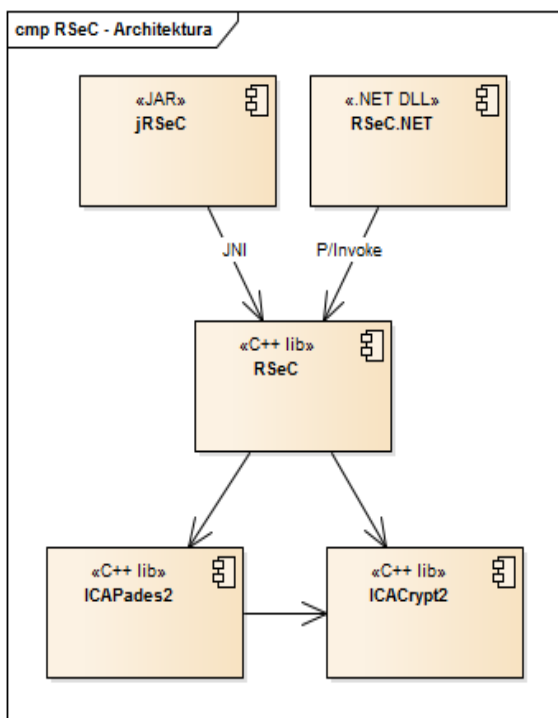 cmp RSeC - Architektura
«JAR»
jRSeC
«.NET DLL»
RSeC.NET
JNI
P/Invoke
«C++ lib»
RSeC
«C++ lib»
ICAPades2
«C++ lib»
ICACrypt2